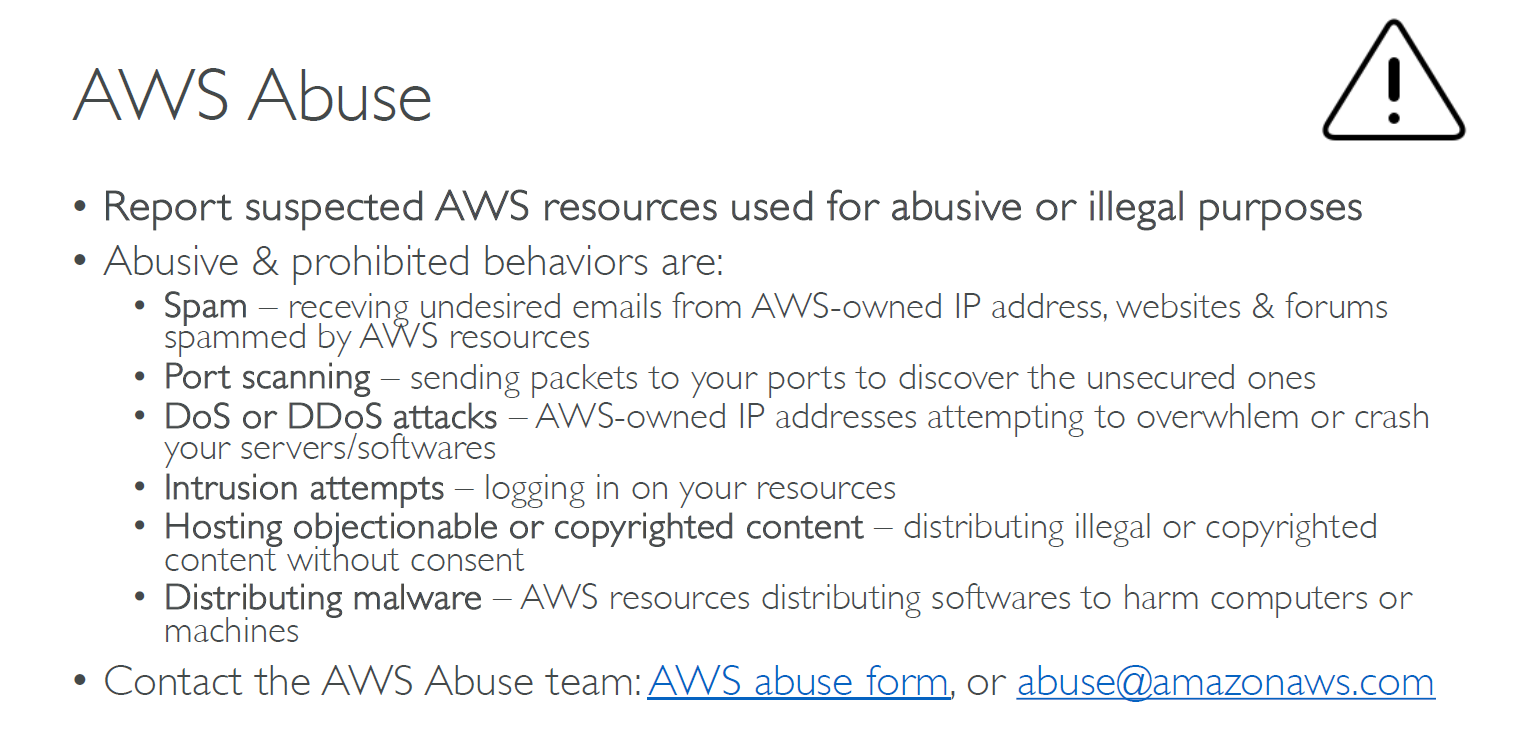 AWS Abuse
• Report suspected AWS resources used for abusive or illegal purposes
• Abusive & prohibited behaviors are:
• Spam – receving undesired emails from AWS-owned IP address, websites & forums
spammed by AWS resources
• Port scanning – sending packets to your ports to discover the unsecured ones
• DoS or DDoS attacks – AWS-owned IP addresses attempting to overwhlem or crash
your servers/softwares
• Intrusion attempts – logging in on your resources
• Hosting objectionable or copyrighted content – distributing illegal or copyrighted
content without consent
• Distributing malware – AWS resources distributing softwares to harm computers or
machines
• Contact the AWS Abuse team: AWS abuse form, or abuse@amazonaws.com